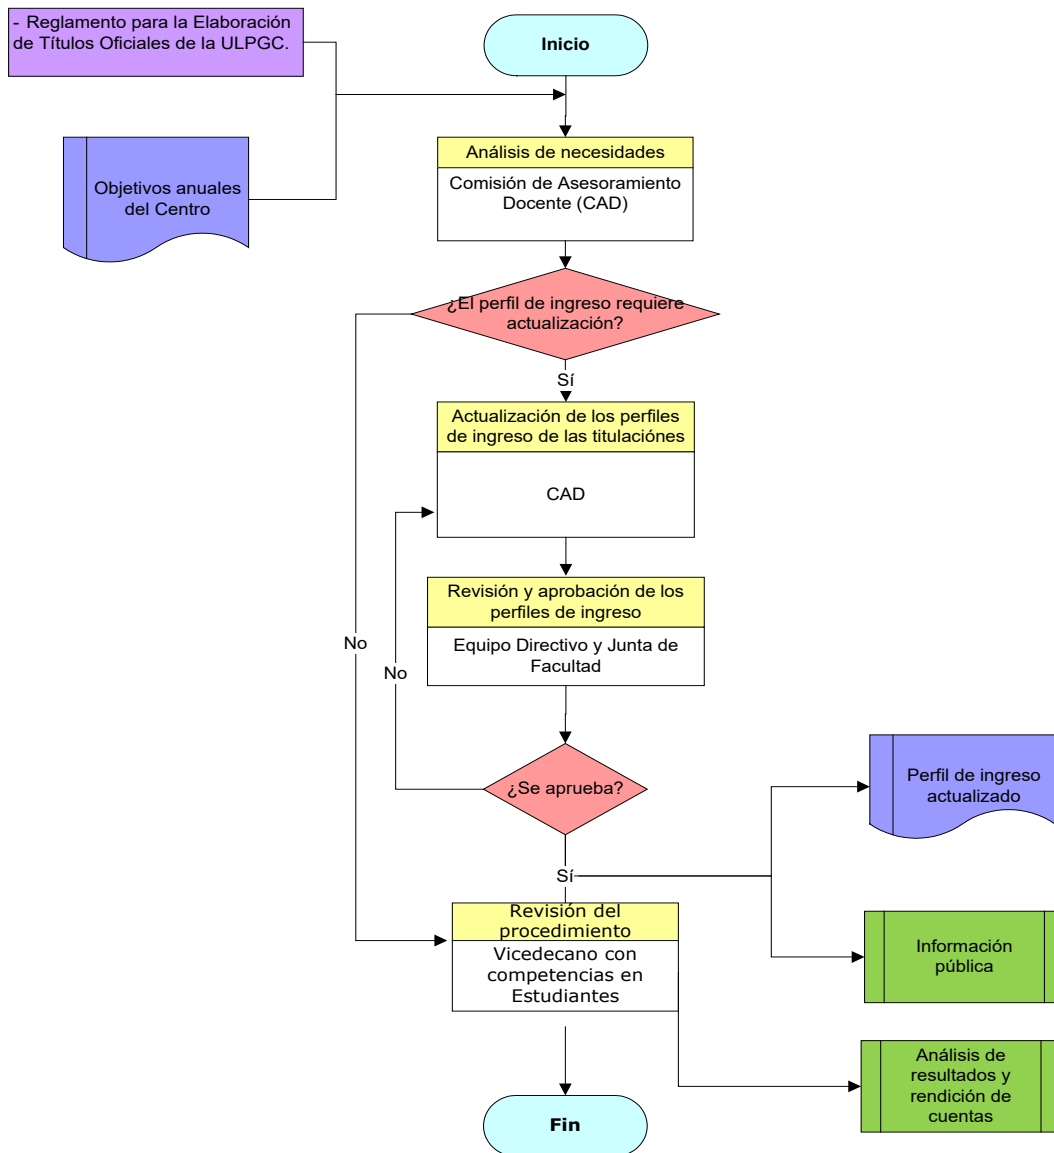 - Reglamento para la Elaboración
de Títulos Oficiales de la ULPGC.
Inicio
Objetivos anuales
del Centro
Análisis de necesidades
Comisión de Asesoramiento
Docente (CAD)
¿El perfil de ingreso requiere
actualización?
Sí
Actualización de los perfiles
de ingreso de las titulaciónes
CAD
Revisión y aprobación de los
perfiles de ingreso
Equipo Directivo y Junta de
Facultad
No
No
¿Se aprueba?
Perfil de ingreso
actualizado
Sí
Revisión del
procedimiento
Vicedecano con
competencias en
Estudiantes
Información
pública
Análisis de
resultados y
rendición de
cuentas
Fin